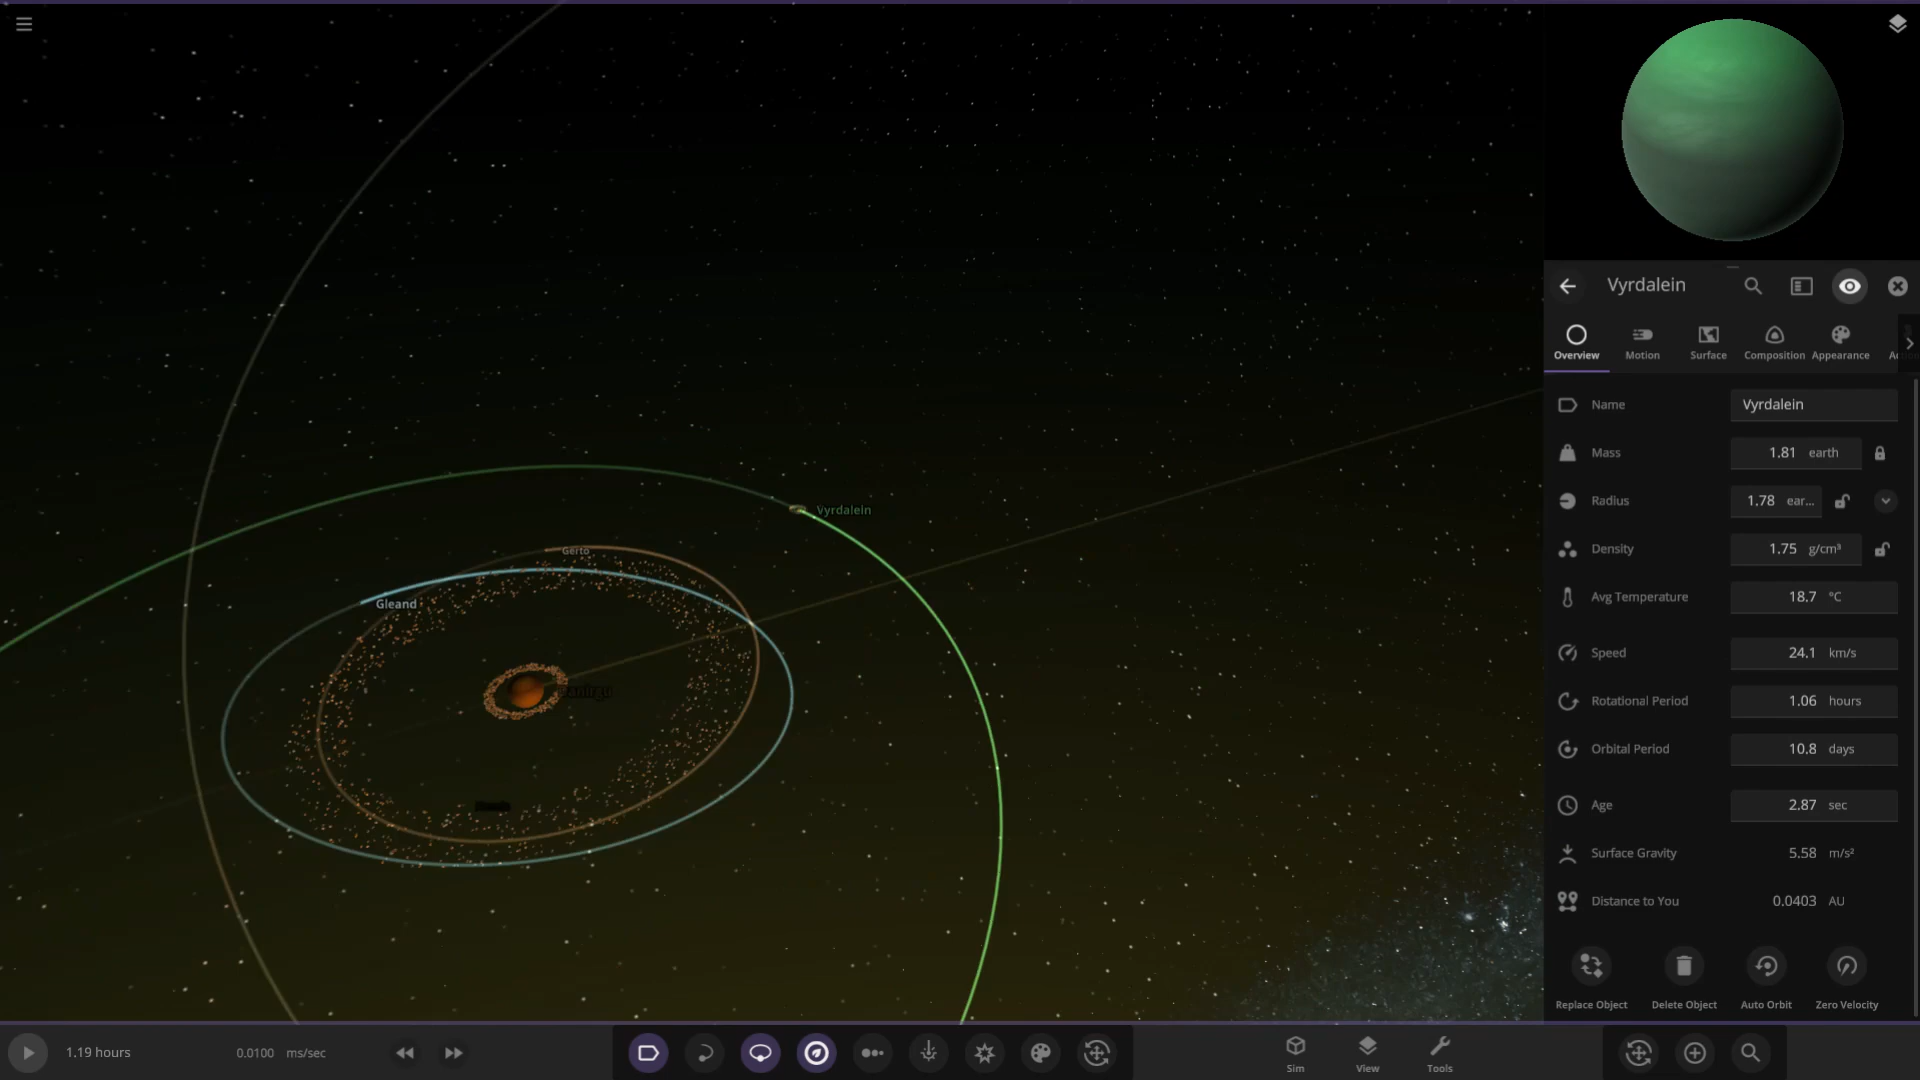 Vyrdalein
Overview
Motion
Surface
Composition
Appearance
Name
Vyrdalein
Mass
1.81 earth
Radius
1.78 ear...
Density
1.75 g/cm³
Avg Temperature
18.7 °C
Speed
24.1 km/s
Rotational Period
1.06 hours
Orbital Period
10.8 days
Age
2.87 sec
Surface Gravity
5.58 m/s²
Distance to You
0.0403 AU
Replace Object
Delete Object
Auto Orbit
Zero Velocity
Vyrdalein
Gerto
Gleand
1.19 hours
0.0100 ms/sec
Sim
View
Tools